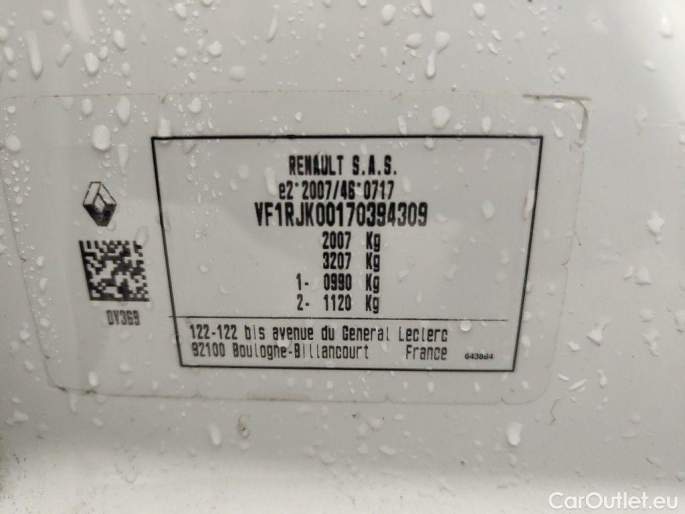 RENAULT S.A.S.
e2*2007/46*0717
VF1RJK00170394309
2007 Kg
3207 Kg
1- 0990 Kg
2- 1120 Kg
DV369
122-122 bis avenue du General Leclerc
92100 Boulogne-Billancourt France
CarOutlet.eu